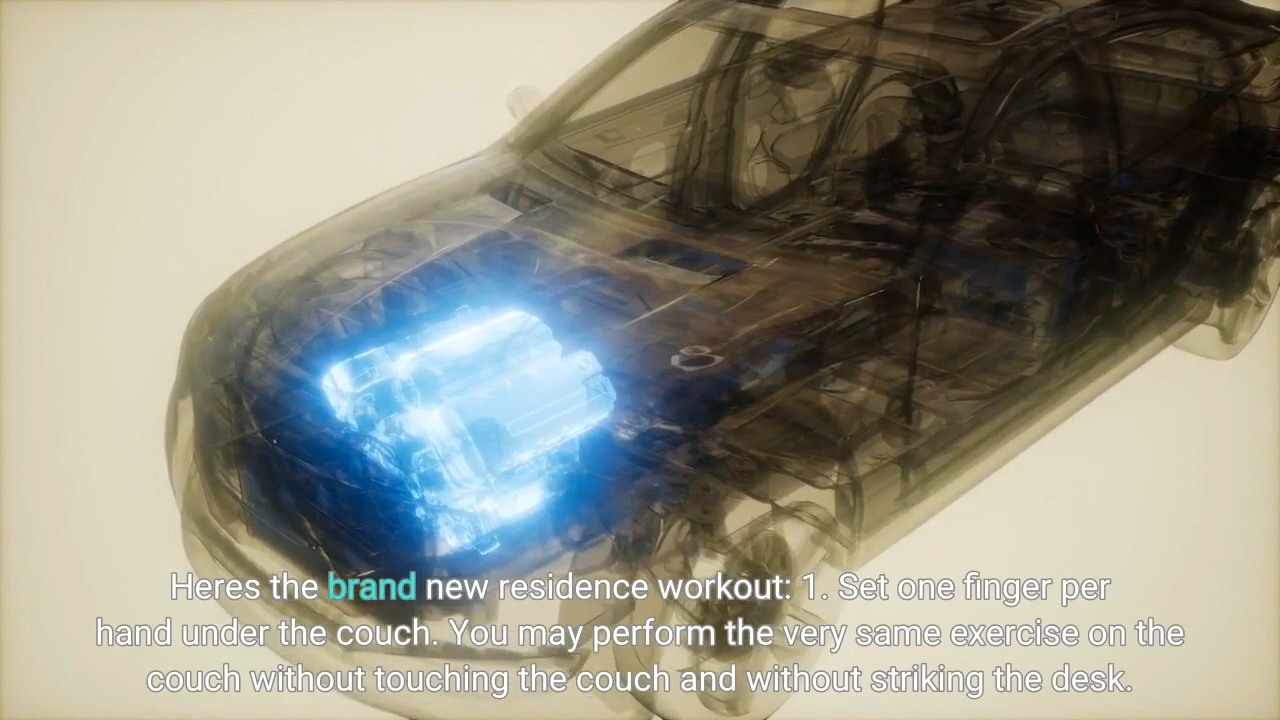 Heres the brand new residence workout: 1. Set one finger per
hand under the couch. You may perform the very same exercise on the
couch without touching the couch and without striking the desk.